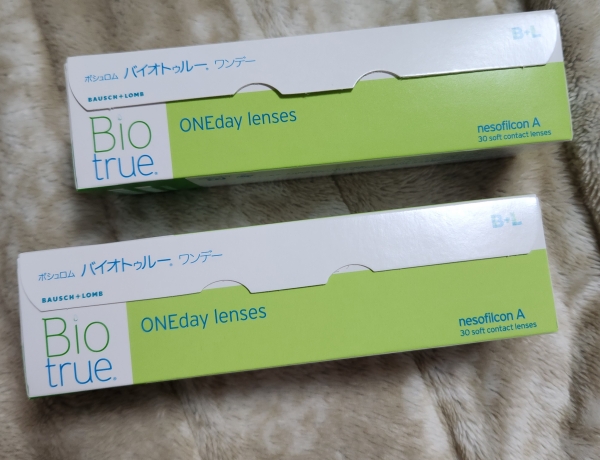 ボシュロム バイオトゥルー® ワンデー
B+L
BAUSCH+LOMB
Bio
true®
ONEday lenses
nesofilcon A
30 soft contact lenses
ボシュロム バイオトゥルー® ワンデー
B+L
BAUSCH+LOMB
Bio
true®
ONEday lenses
nesofilcon A
30 soft contact lenses